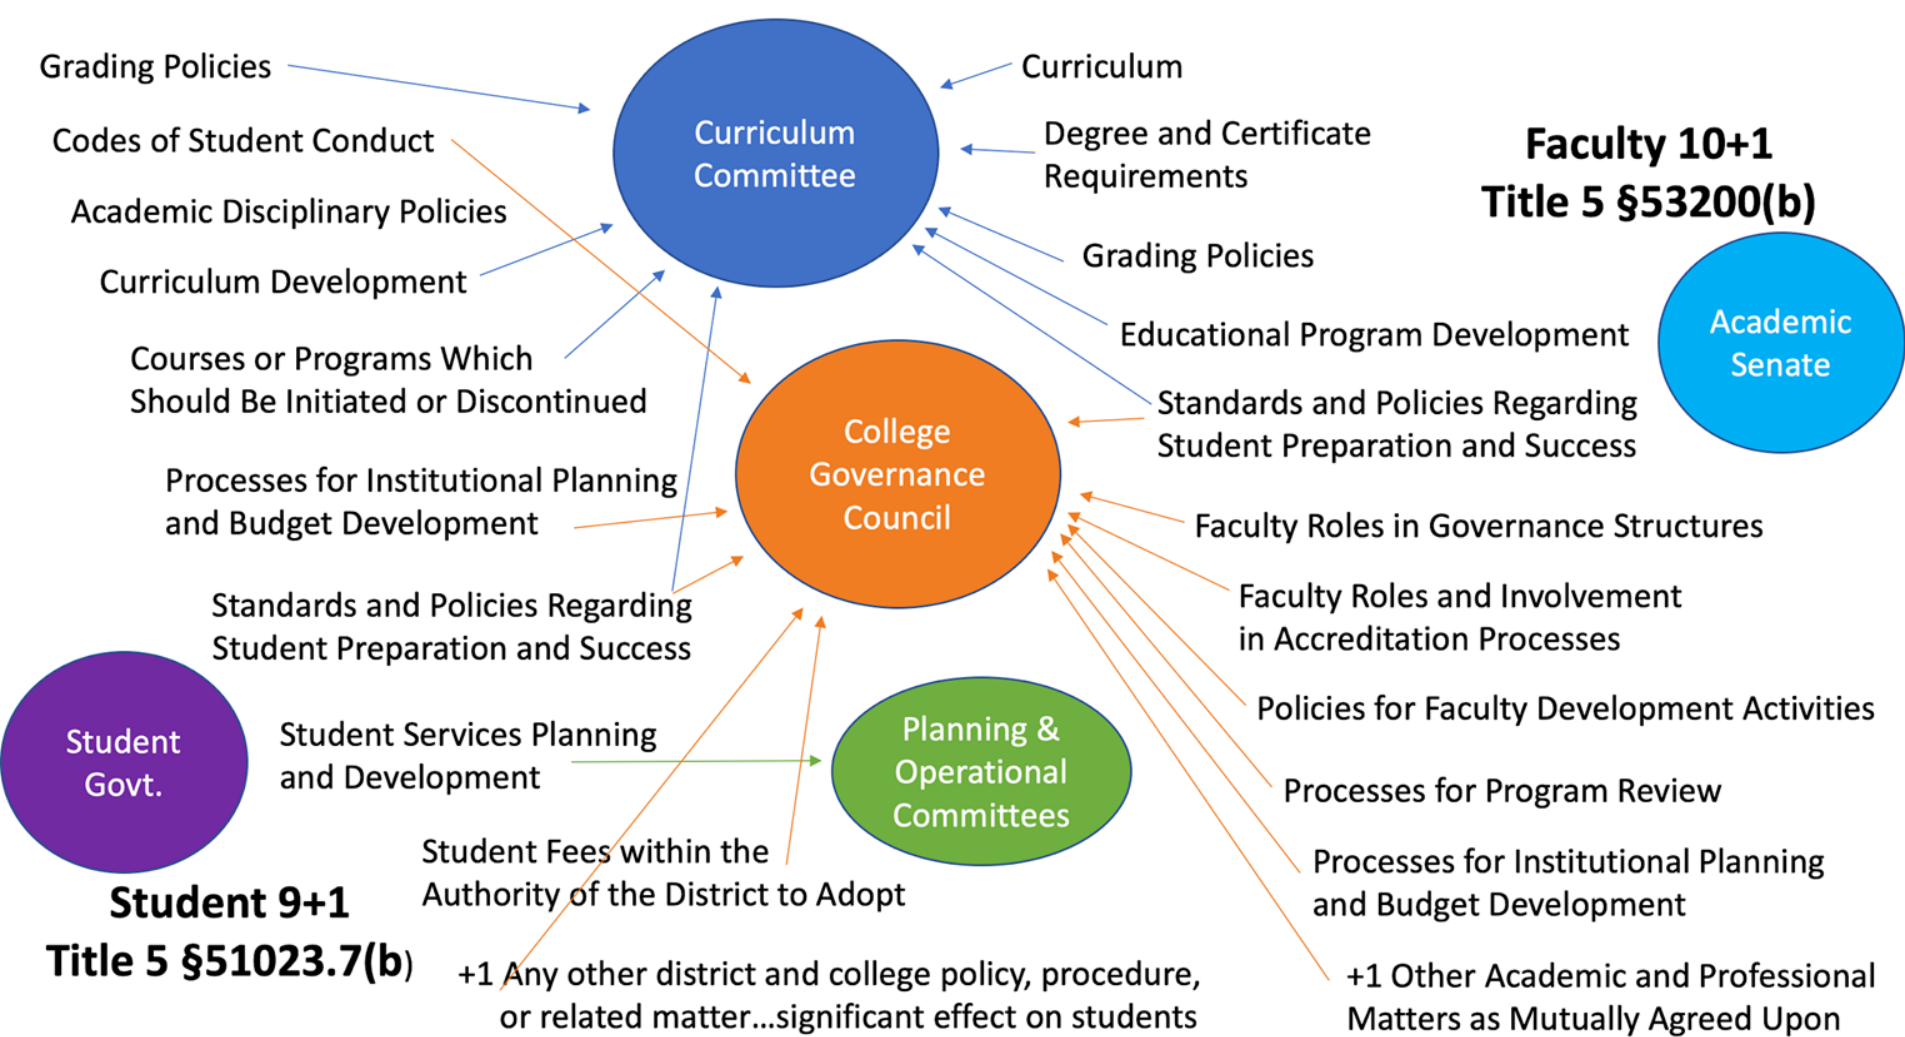 Grading Policies
Codes of Student Conduct
Academic Disciplinary Policies
Curriculum Development
Courses or Programs Which
Should Be Initiated or Discontinued
Processes for Institutional Planning
and Budget Development
Standards and Policies Regarding
Student Preparation and Success
Student Services Planning
and Development
Student Fees within the
Authority of the District to Adopt
+1 Any other district and college policy, procedure,
or related matter...significant effect on students
Student
Govt.
Student 9+1
Title 5 §51023.7(b)
Curriculum
Committee
College
Governance
Council
Planning &
Operational
Committees
Curriculum
Degree and Certificate
Requirements
Grading Policies
Educational Program Development
Standards and Policies Regarding
Student Preparation and Success
Faculty Roles in Governance Structures
Faculty Roles and Involvement
in Accreditation Processes
Policies for Faculty Development Activities
Processes for Program Review
Processes for Institutional Planning
and Budget Development
+1 Other Academic and Professional
Matters as Mutually Agreed Upon
Faculty 10+1
Title 5 §53200(b)
Academic
Senate